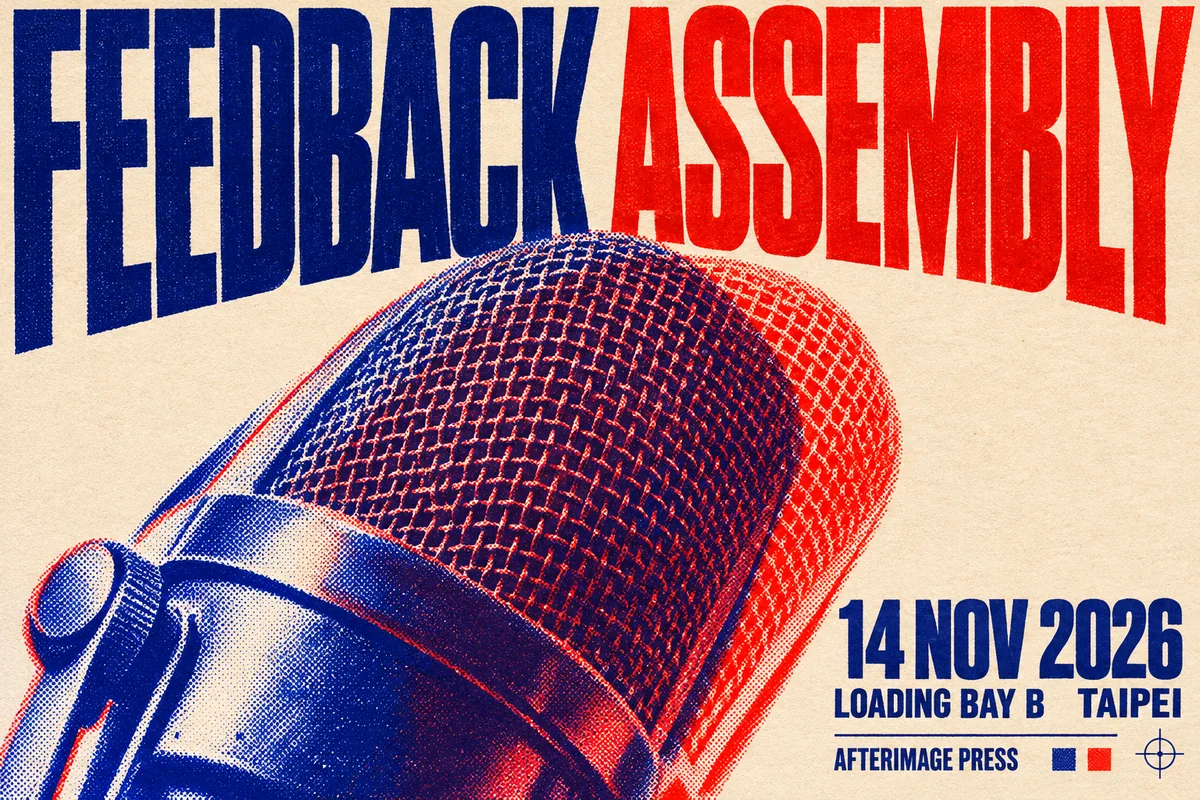 FEEDBACK ASSEMBLY
14 NOV 2026
LOADING BAY B TAIPEI
AFTERIMAGE PRESS